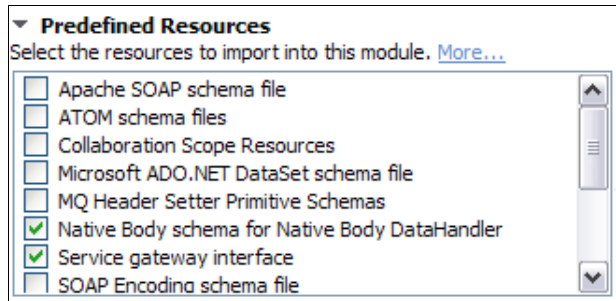 Predefined Resources
Select the resources to import into this module. More...
Apache SOAP schema file
ATOM schema files
Collaboration Scope Resources
Microsoft ADO.NET DataSet schema file
MQ Header Setter Primitive Schemas
Native Body schema for Native Body DataHandler
Service gateway interface
SOAP Encoding schema file